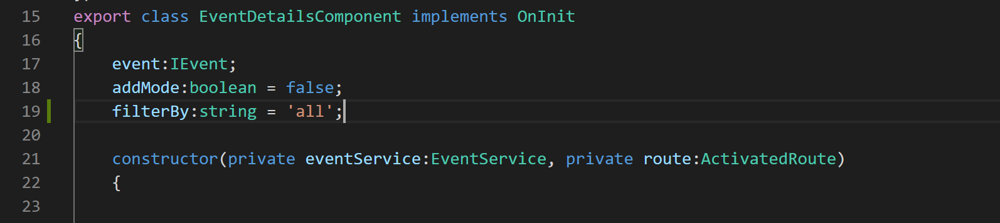 15 export class EventDetailsComponent implements OnInit
16 {
17     event:IEvent;
18     addMode:boolean = false;
19     filterBy:string = 'all';
20
21     constructor(private eventService:EventService, private route:ActivatedRoute)
22     {
23